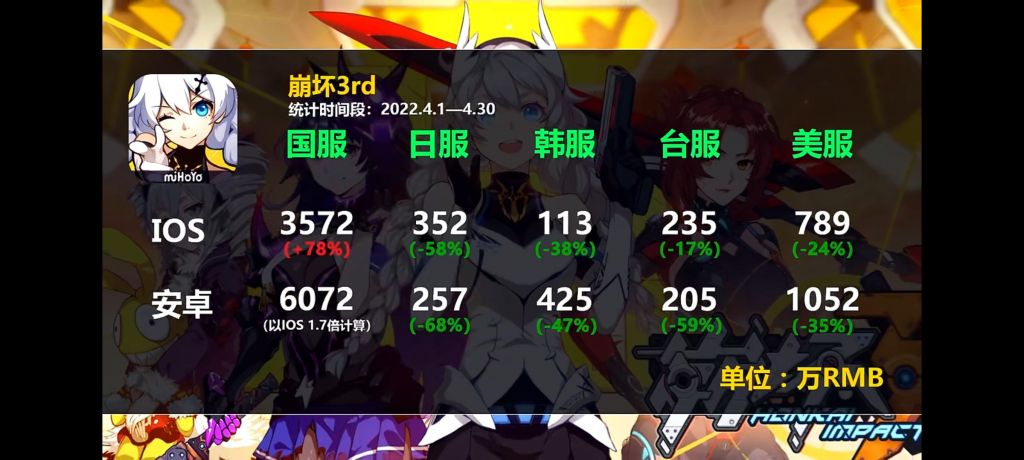 崩坏3rd
统计时间段：2022.4.1—4.30
miHoYo
国服 日服 韩服 台服 美服
IOS 3572 352 113 235 789
(+78%) (-58%) (-38%) (-17%) (-24%)
安卓 6072 257 425 205 1052
(以IOS 1.7倍计算) (-68%) (-47%) (-59%) (-35%)
单位：万RMB
HONKAI
IMPACT